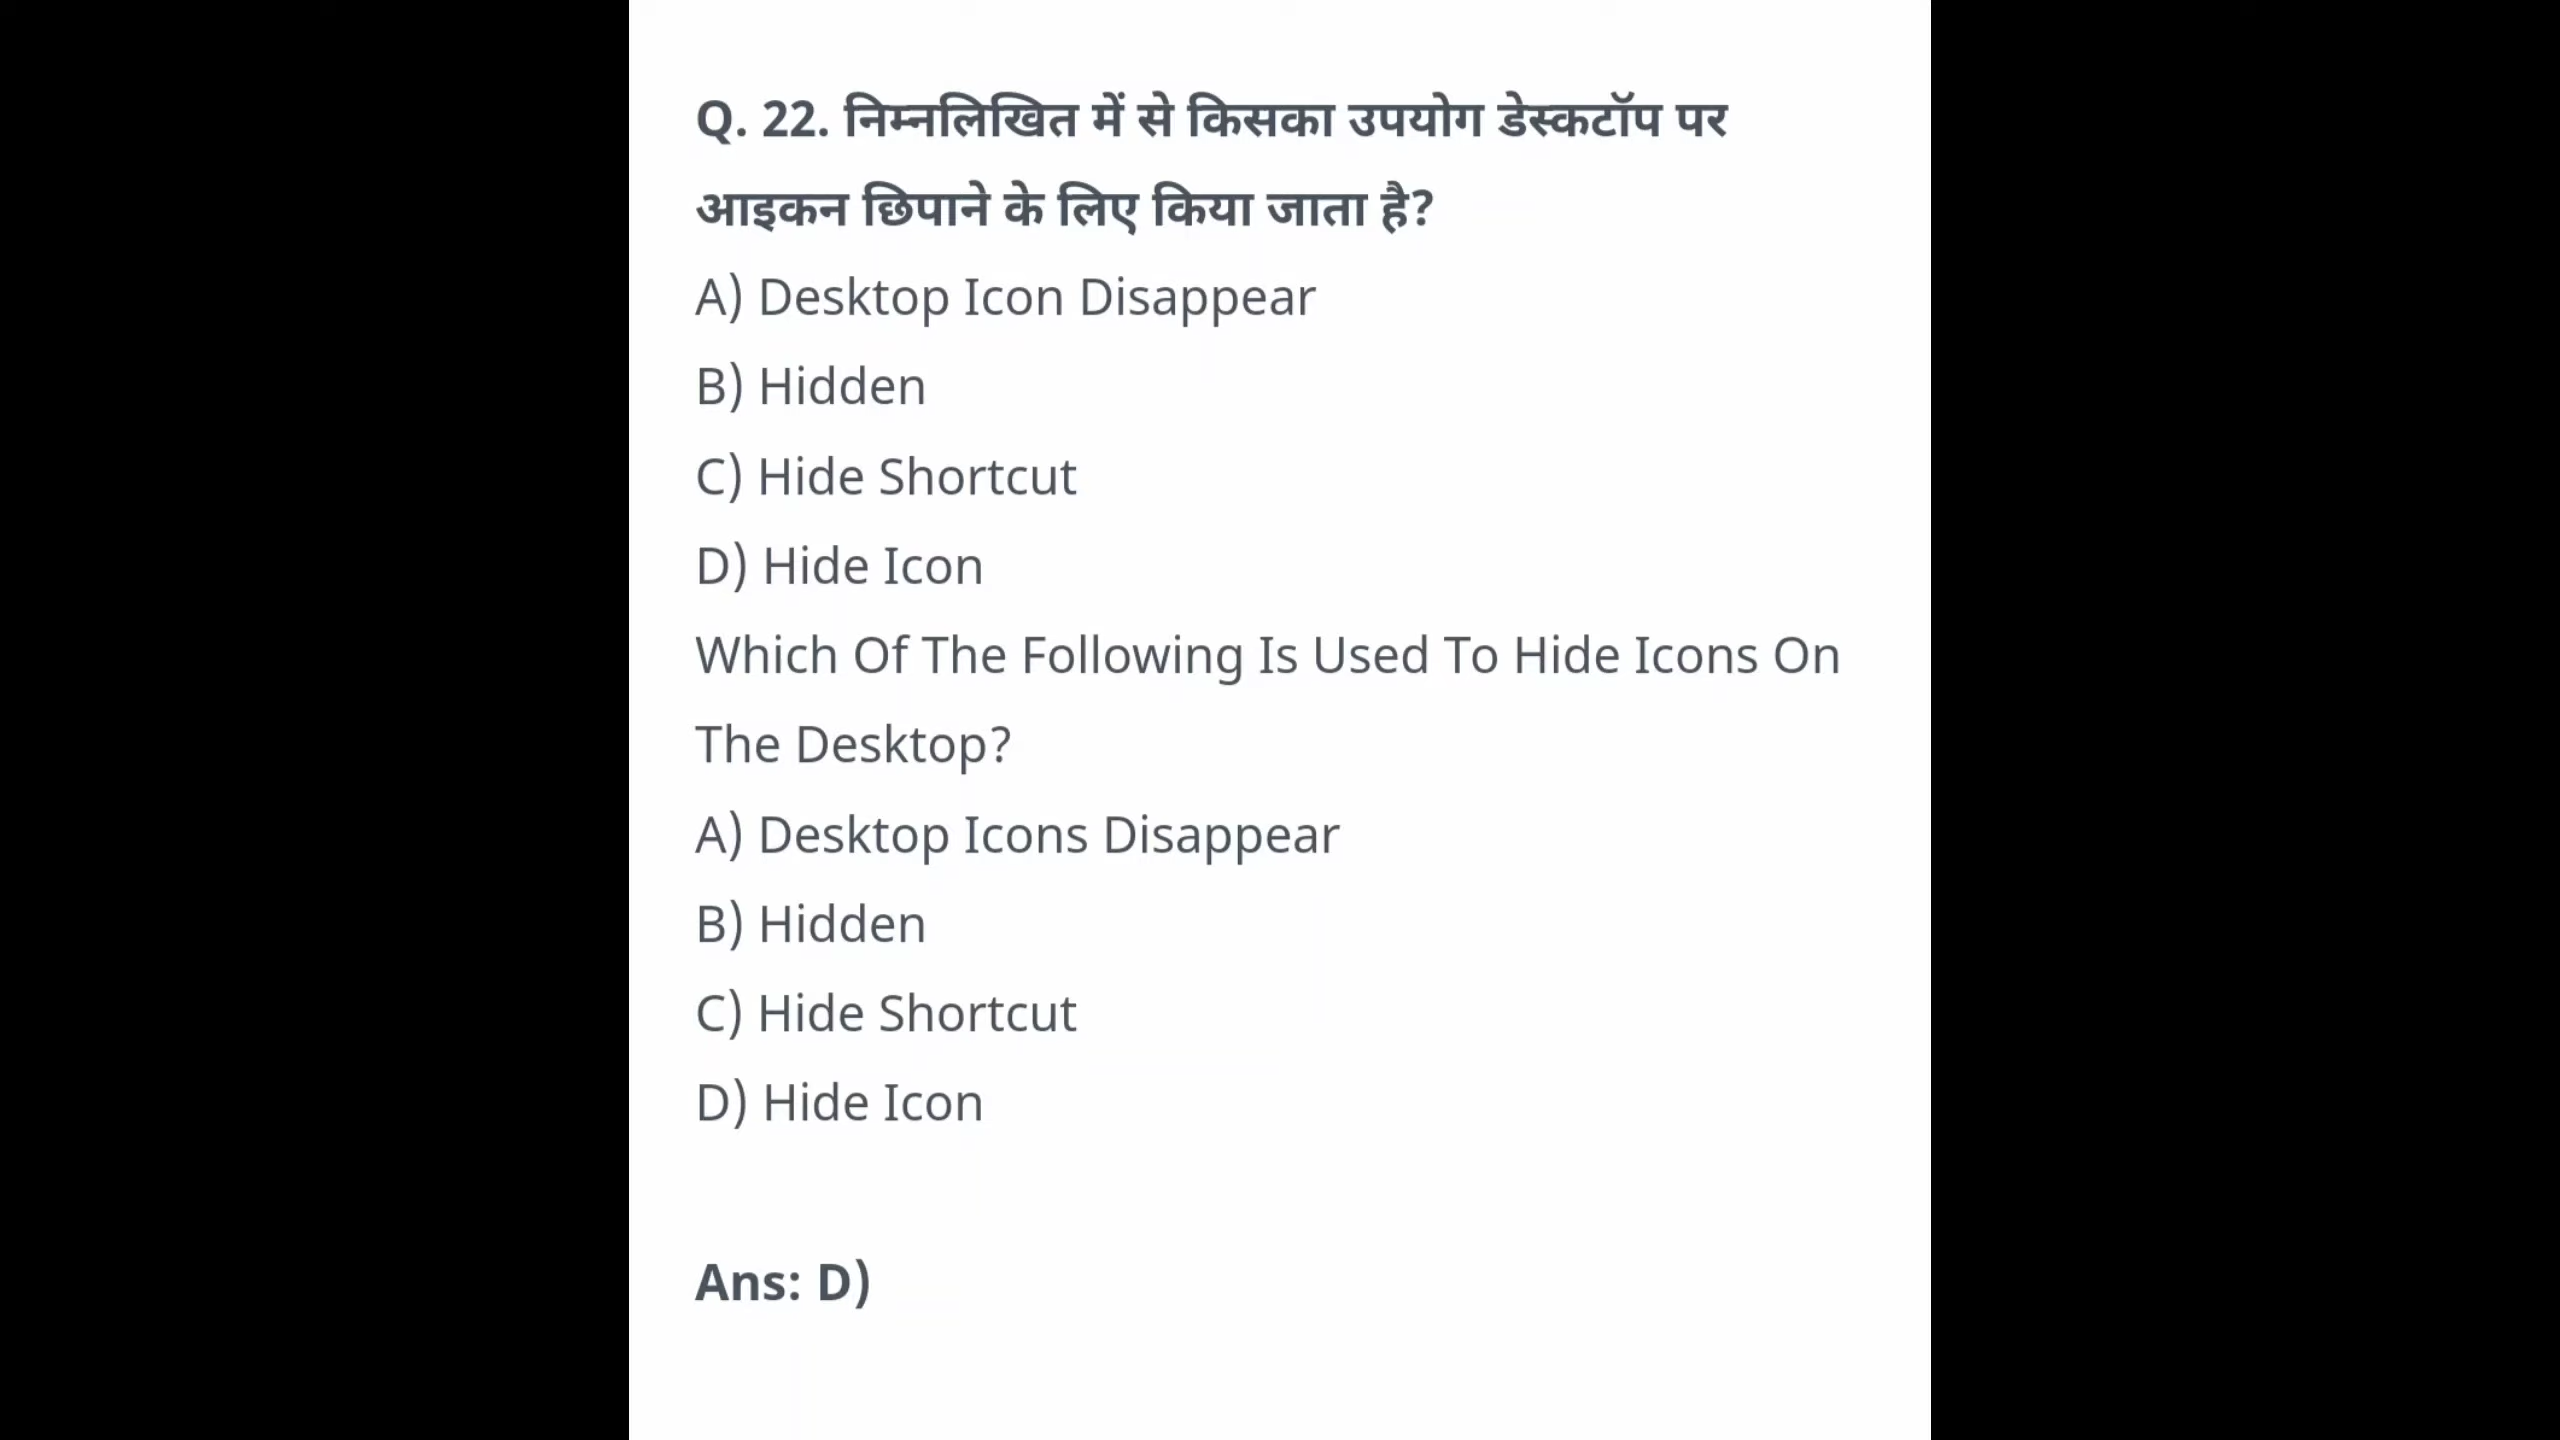 Q. 22. निम्नलिखित में से किसका उपयोग डेस्कटॉप पर
आइकन छिपाने के लिए किया जाता है?
A) Desktop Icon Disappear
B) Hidden
C) Hide Shortcut
D) Hide Icon
Which Of The Following Is Used To Hide Icons On
The Desktop?
A) Desktop Icons Disappear
B) Hidden
C) Hide Shortcut
D) Hide Icon
Ans: D)